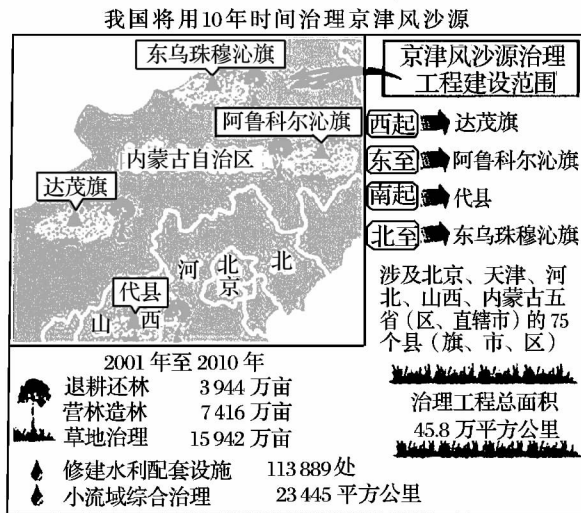 我国将用10年时间治理京津风沙源
东乌珠穆沁旗
阿鲁科尔沁旗
内蒙古自治区
达茂旗
河 北
北京
代县
山 西
京津风沙源治理
工程建设范围
西起 达茂旗
东至 阿鲁科尔沁旗
南起 代县
北至 东乌珠穆沁旗
涉及北京、天津、河
北、山西、内蒙古五
省(区、直辖市)的75
个县(旗、市、区)
治理工程总面积
45.8万平方公里
2001年至2010年
退耕还林 3944万亩
营林造林 7416万亩
草地治理 15942万亩
修建水利配套设施 113889处
小流域综合治理 23445平方公里